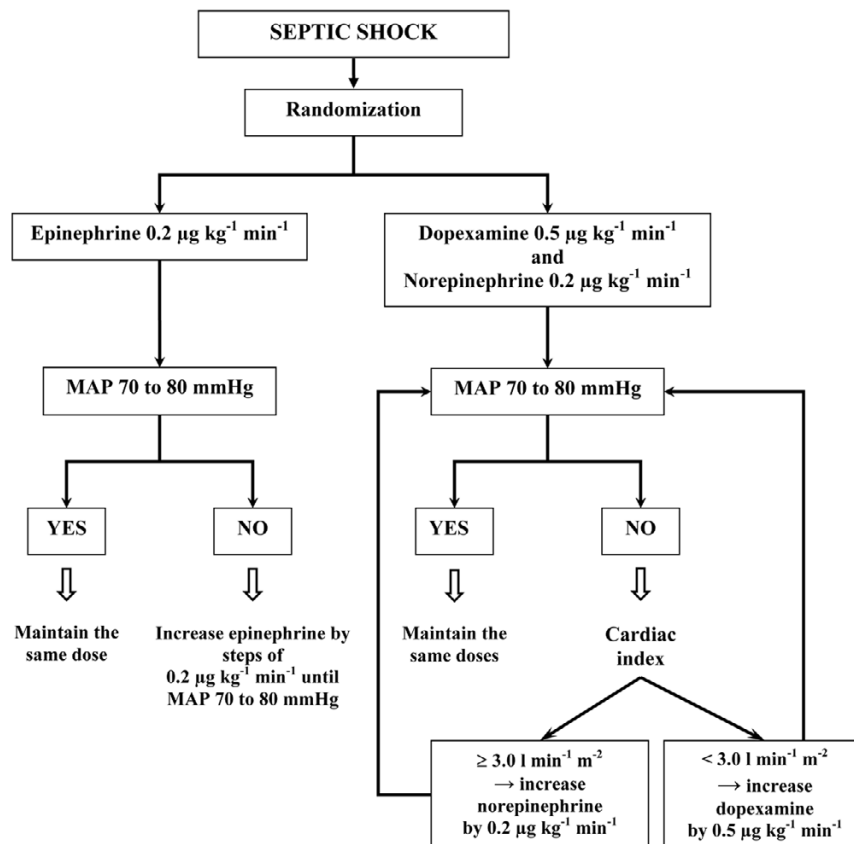 SEPTIC SHOCK
Randomization
Epinephrine 0.2 µg kg⁻¹ min⁻¹
Dopexamine 0.5 µg kg⁻¹ min⁻¹
and
Norepinephrine 0.2 µg kg⁻¹ min⁻¹
MAP 70 to 80 mmHg
MAP 70 to 80 mmHg
YES
NO
YES
NO
Maintain the
same dose
Increase epinephrine by
steps of
0.2 µg kg⁻¹ min⁻¹ until
MAP 70 to 80 mmHg
Maintain the
same doses
Cardiac
index
≥ 3.0 l min⁻¹ m⁻²
→ increase
norepinephrine
by 0.2 µg kg⁻¹ min⁻¹
< 3.0 l min⁻¹ m⁻²
→ increase
dopexamine
by 0.5 µg kg⁻¹ min⁻¹